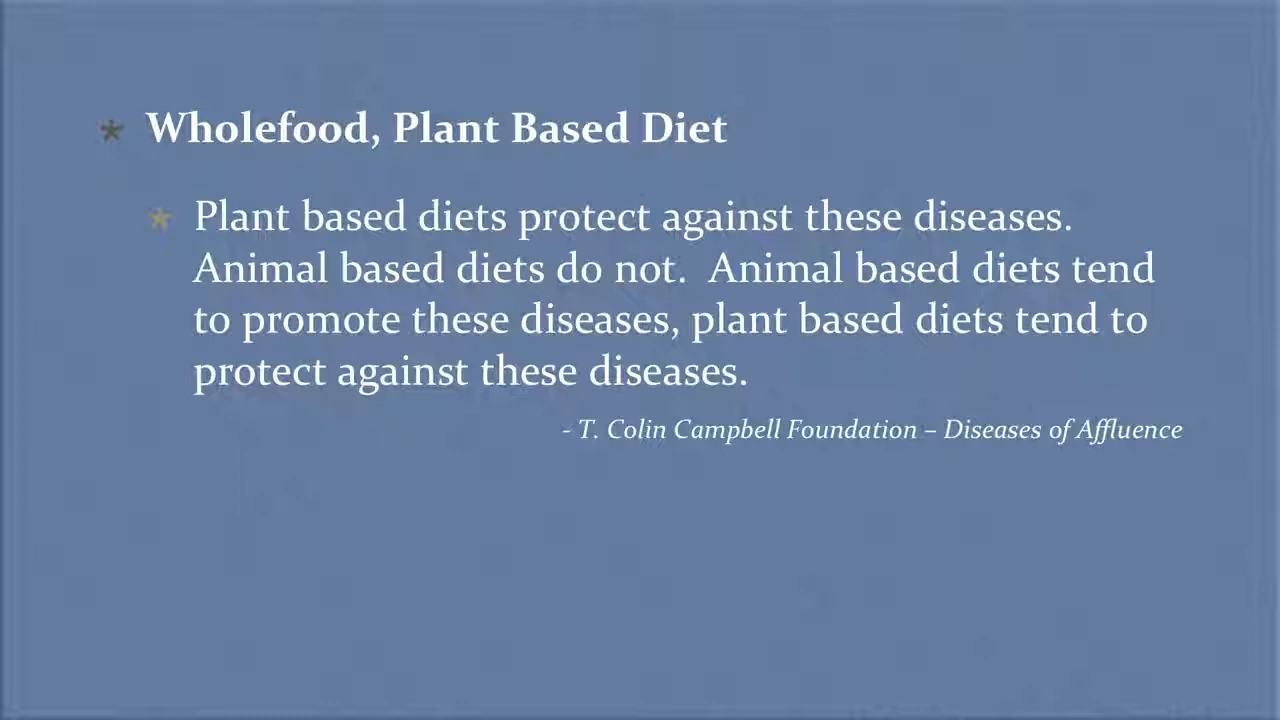 * Wholefood, Plant Based Diet
* Plant based diets protect against these diseases.
Animal based diets do not.  Animal based diets tend
to promote these diseases, plant based diets tend to
protect against these diseases.
- T. Colin Campbell Foundation – Diseases of Affluence